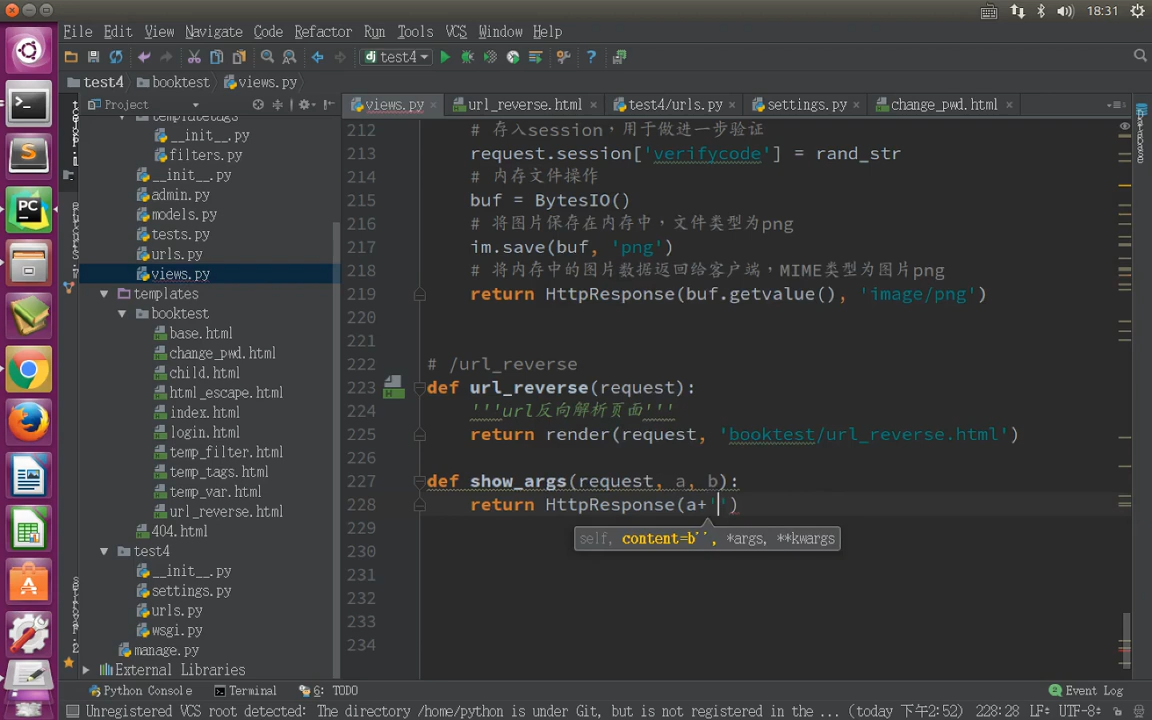 18:31
File Edit View Navigate Code Refactor Run Tools VCS Window Help
test4
test4 booktest views.py
Project
views.py url_reverse.html test4/urls.py settings.py change_pwd.html
templatetags
__init__.py
filters.py
__init__.py
admin.py
models.py
tests.py
urls.py
views.py
templates
booktest
base.html
change_pwd.html
child.html
html_escape.html
index.html
login.html
temp_filter.html
temp_tags.html
temp_var.html
url_reverse.html
404.html
test4
__init__.py
settings.py
urls.py
wsgi.py
manage.py
External Libraries
212 # 存入session，用于做进一步验证
213 request.session['verifycode'] = rand_str
214 # 内存文件操作
215 buf = BytesIO()
216 # 将图片保存在内存中，文件类型为png
217 im.save(buf, 'png')
218 # 将内存中的图片数据返回给客户端，MIME类型为图片png
219 return HttpResponse(buf.getvalue(), 'image/png')
220
221
222 # /url_reverse
223 def url_reverse(request):
224 '''url反向解析页面'''
225 return render(request, 'booktest/url_reverse.html')
226
227 def show_args(request, a, b):
228 return HttpResponse(a+'')
229
self, content=b'', *args, **kwargs
230
231
232
233
234
Python Console Terminal 6: TODO Event Log
Unregistered VCS root detected: The directory /home/python is under Git, but is not registered in the ... (today 下午2:52) 228:28 LF: UTF-8: